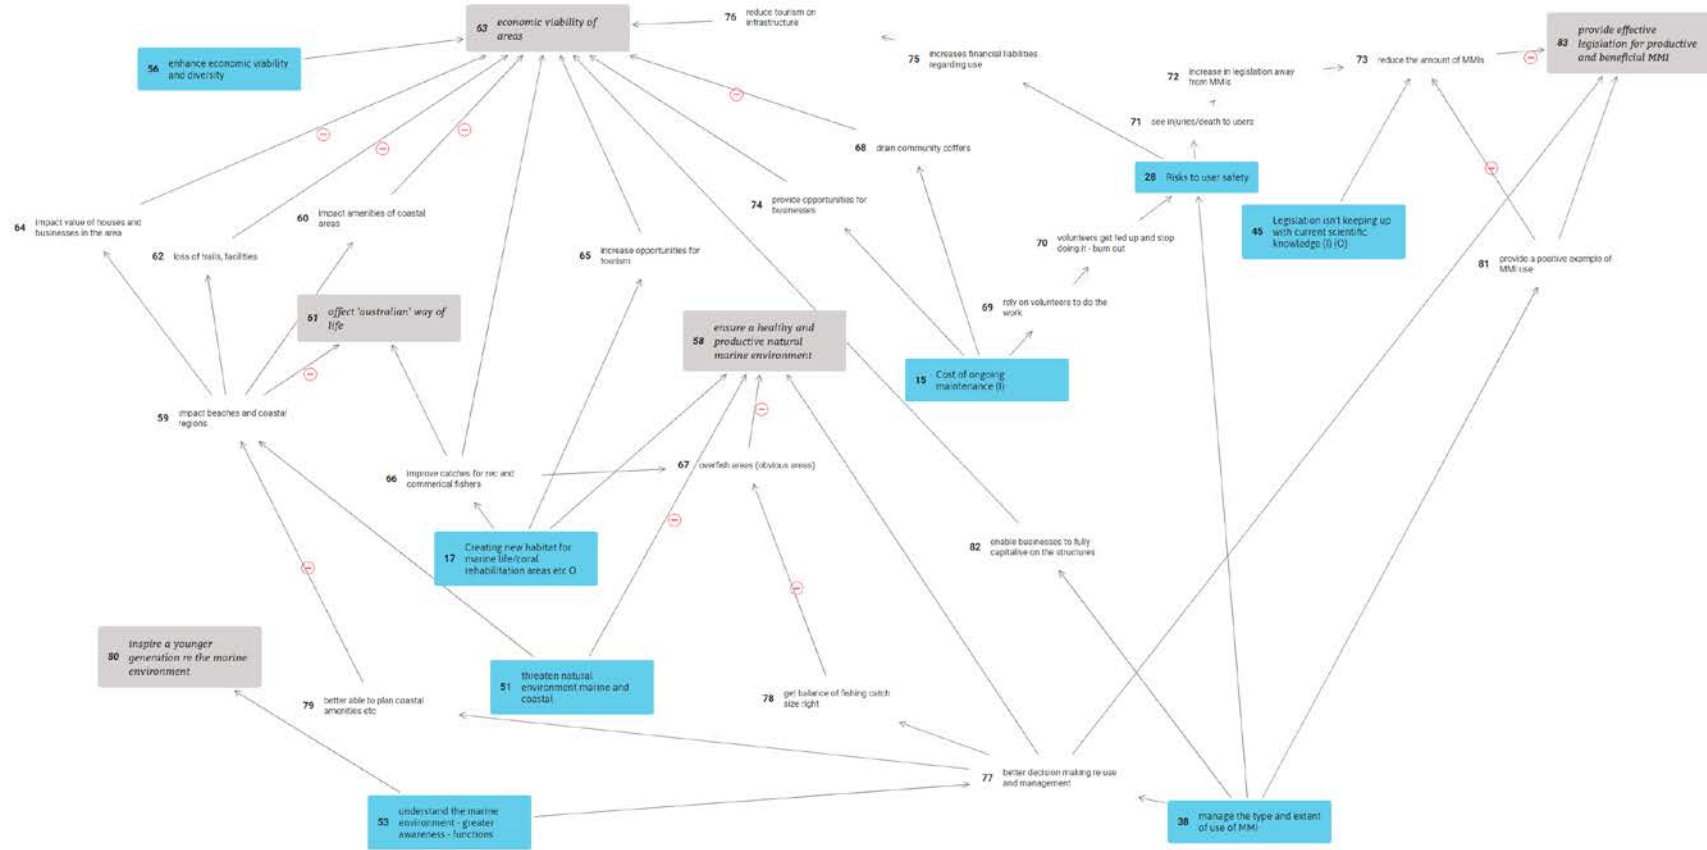 63 economic viability of
areas
76 reduce tourism on
infrastructure
83 provide effective
legislation for productive
and beneficial MMI
56 enhance economic viability
and diversity
75 increases financial liabilities
regarding use
72 increase in legislation away
from MMIs
73 reduce the amount of MMIs
71 see injuries/death to users
68 drain community coffers
28 Risks to user safety
64 impact value of houses and
businesses in the area
60 impact amenities of coastal
areas
74 provide opportunities for
businesses
45 Legislation isn't keeping up
with current scientific
knowledge (I) (O)
62 loss of trails, facilities
65 increase opportunities for
tourism
70 volunteers get fed up and stop
doing it - burn out
81 provide a positive example of
MMI use
61 affect 'australian' way of
life
69 rely on volunteers to do the
work
58 ensure a healthy and
productive natural
marine environment
15 Cost of ongoing
maintenance (I)
59 impact beaches and coastal
regions
66 improve catches for rec and
commerical fishers
67 overfish areas (obvious areas)
17 Creating new habitat for
marine life/coral
rehabilitation areas etc O
82 enable businesses to fully
capitalise on the structures
80 inspire a younger
generation re the marine
environment
51 threaten natural
environment marine and
coastal
79 better able to plan coastal
amenities etc
78 get balance of fishing catch
size right
77 better decision making re use
and management
53 understand the marine
environment - greater
awareness - functions
38 manage the type and extent
of use of MMI